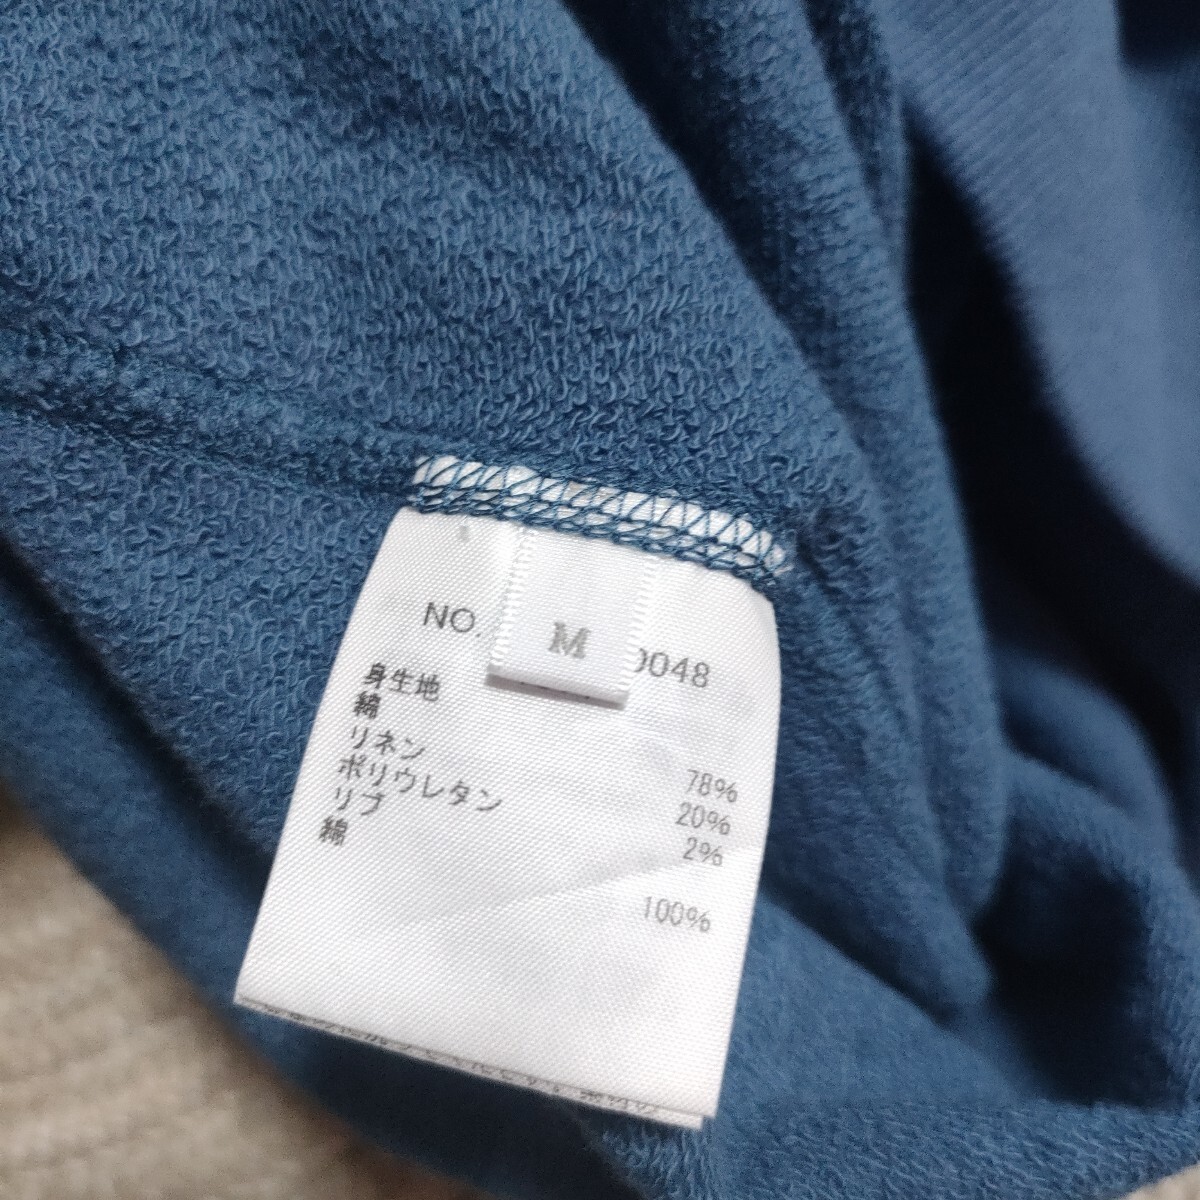 M
NO. 0048
身生地
綿 78%
リネン 20%
ポリウレタン 2%
リブ
綿 100%